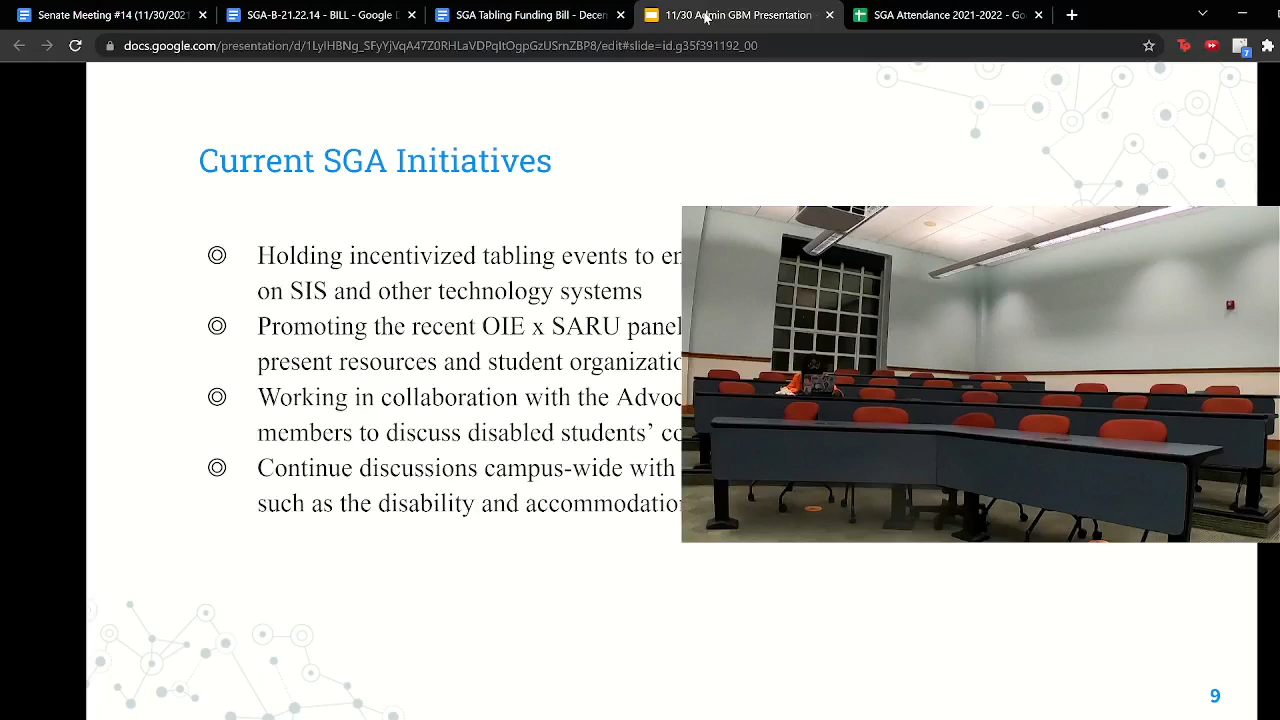 Senate Meeting #14 (11/30/2021
SGA-B-21.22.14 - BILL - Google
SGA Tabling Funding Bill - Decem
11/30 Admin GBM Presentation -
SGA Attendance 2021-2022 - Go
docs.google.com/presentation/d/1LylHBNg_SFyYjVqA47Z0RHLaVDPqItOgpGzUSrnZBP8/edit#slide=id.g35f391192_00
7
Current SGA Initiatives
Holding incentivized tabling events to en
on SIS and other technology systems
Promoting the recent OIE x SARU panel
present resources and student organizatio
Working in collaboration with the Advoc
members to discuss disabled students' co
Continue discussions campus-wide with
such as the disability and accommodation
9